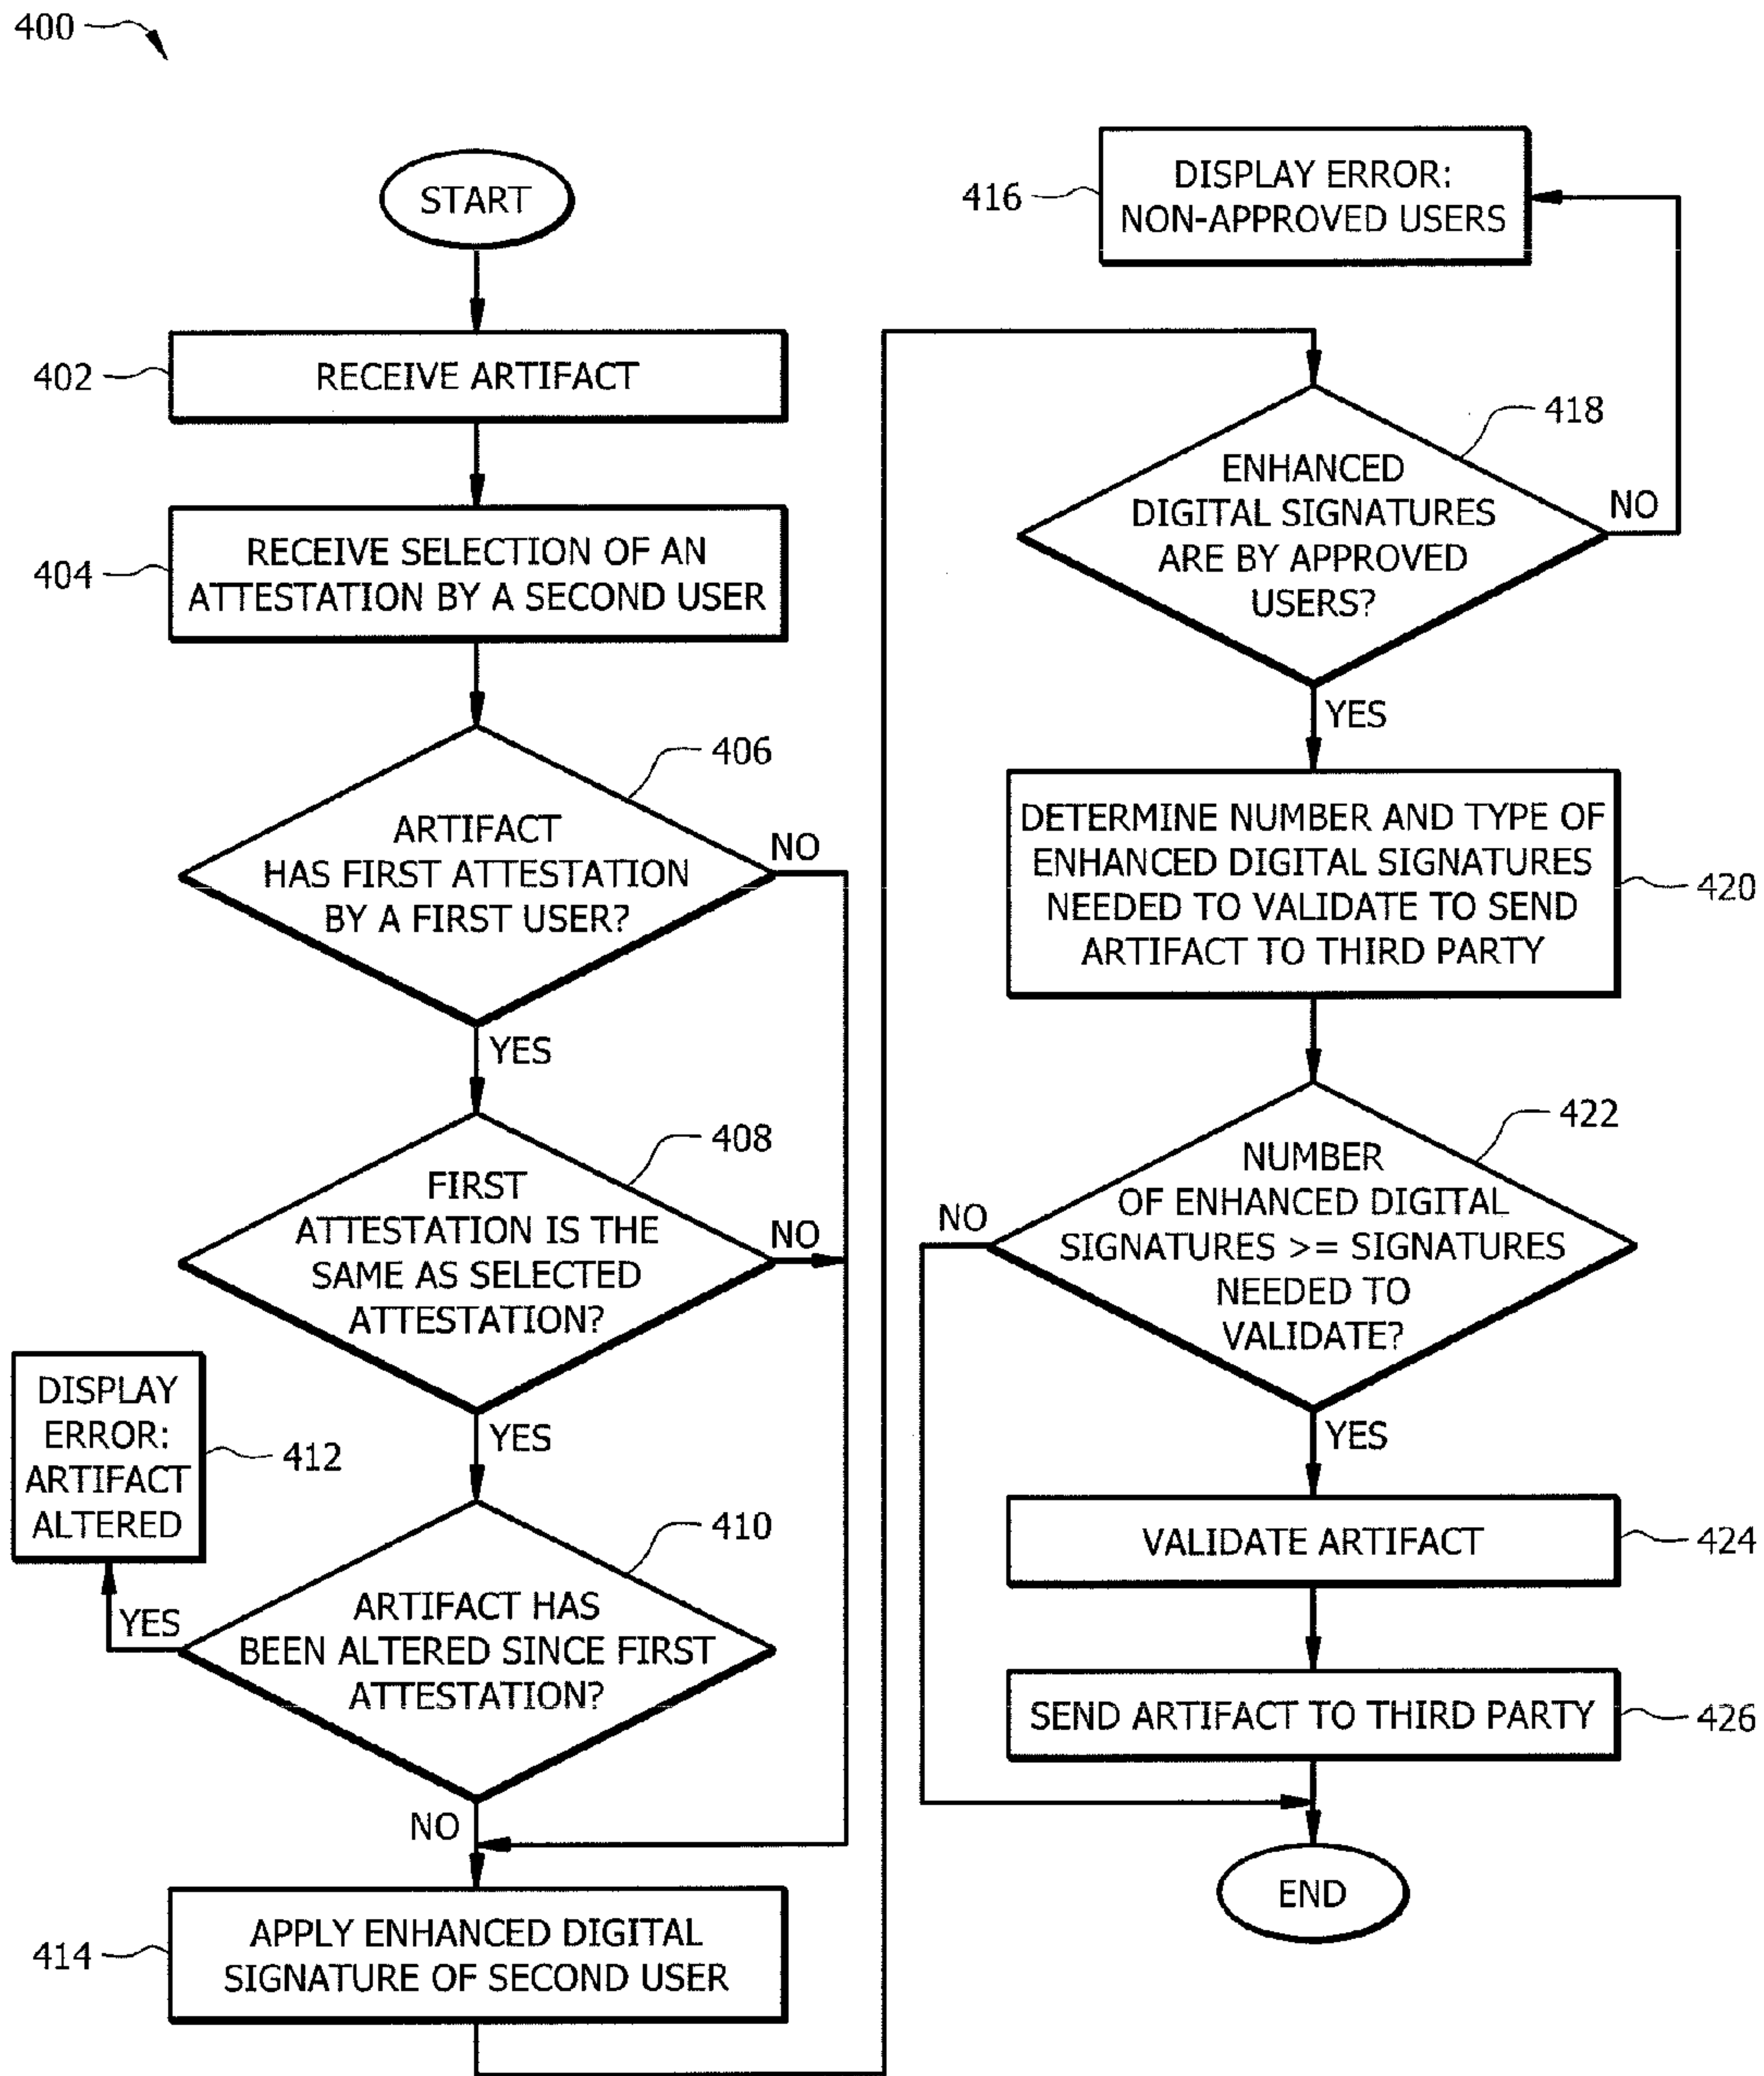 400
START
402
RECEIVE ARTIFACT
404
RECEIVE SELECTION OF AN
ATTESTATION BY A SECOND USER
406
ARTIFACT
HAS FIRST ATTESTATION
BY A FIRST USER?
NO
YES
408
FIRST
ATTESTATION IS THE
SAME AS SELECTED
ATTESTATION?
NO
YES
DISPLAY
ERROR:
ARTIFACT
ALTERED
412
410
ARTIFACT HAS
BEEN ALTERED SINCE FIRST
ATTESTATION?
YES
NO
414
APPLY ENHANCED DIGITAL
SIGNATURE OF SECOND USER
416
DISPLAY ERROR:
NON-APPROVED USERS
418
ENHANCED
DIGITAL SIGNATURES
ARE BY APPROVED
USERS?
NO
YES
DETERMINE NUMBER AND TYPE OF
ENHANCED DIGITAL SIGNATURES
NEEDED TO VALIDATE TO SEND
ARTIFACT TO THIRD PARTY
420
422
NUMBER
OF ENHANCED DIGITAL
SIGNATURES >= SIGNATURES
NEEDED TO
VALIDATE?
NO
YES
VALIDATE ARTIFACT
424
SEND ARTIFACT TO THIRD PARTY
426
END